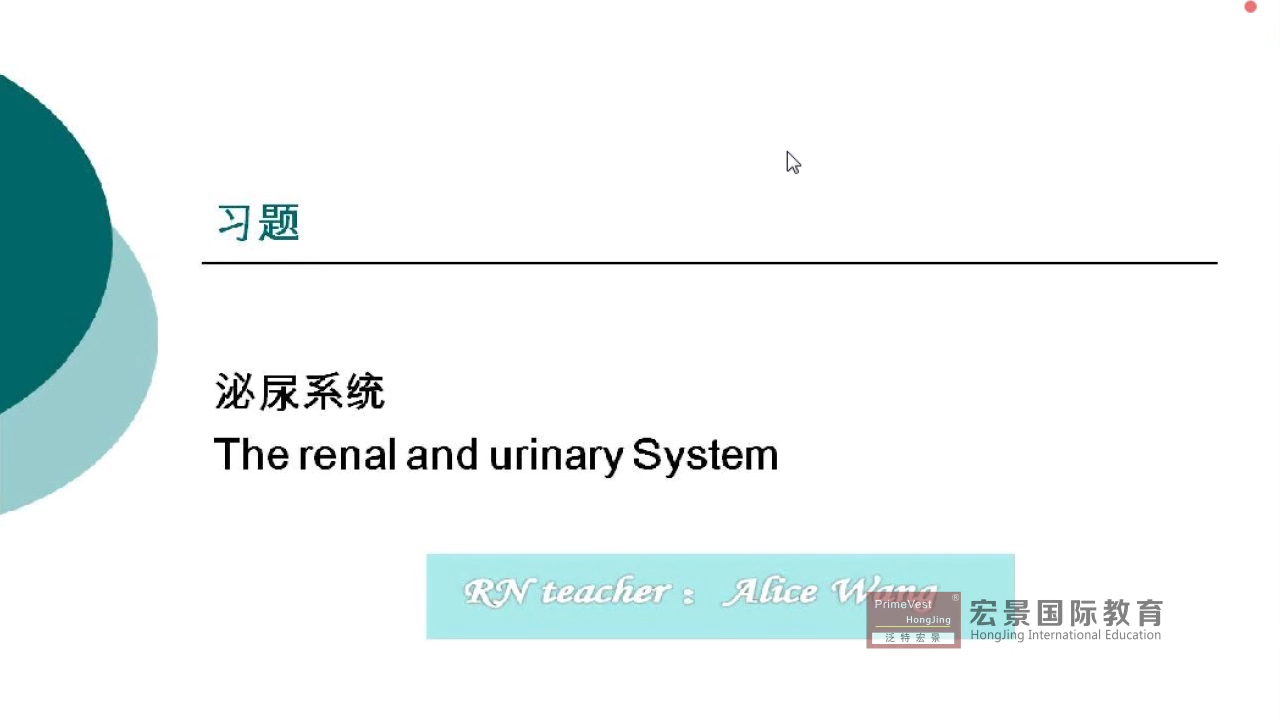 习题
泌尿系统
The renal and urinary System
RN teacher： Alice Wang
PrimeVest ®
HongJing
泛特宏景
宏景国际教育
HongJing International Education